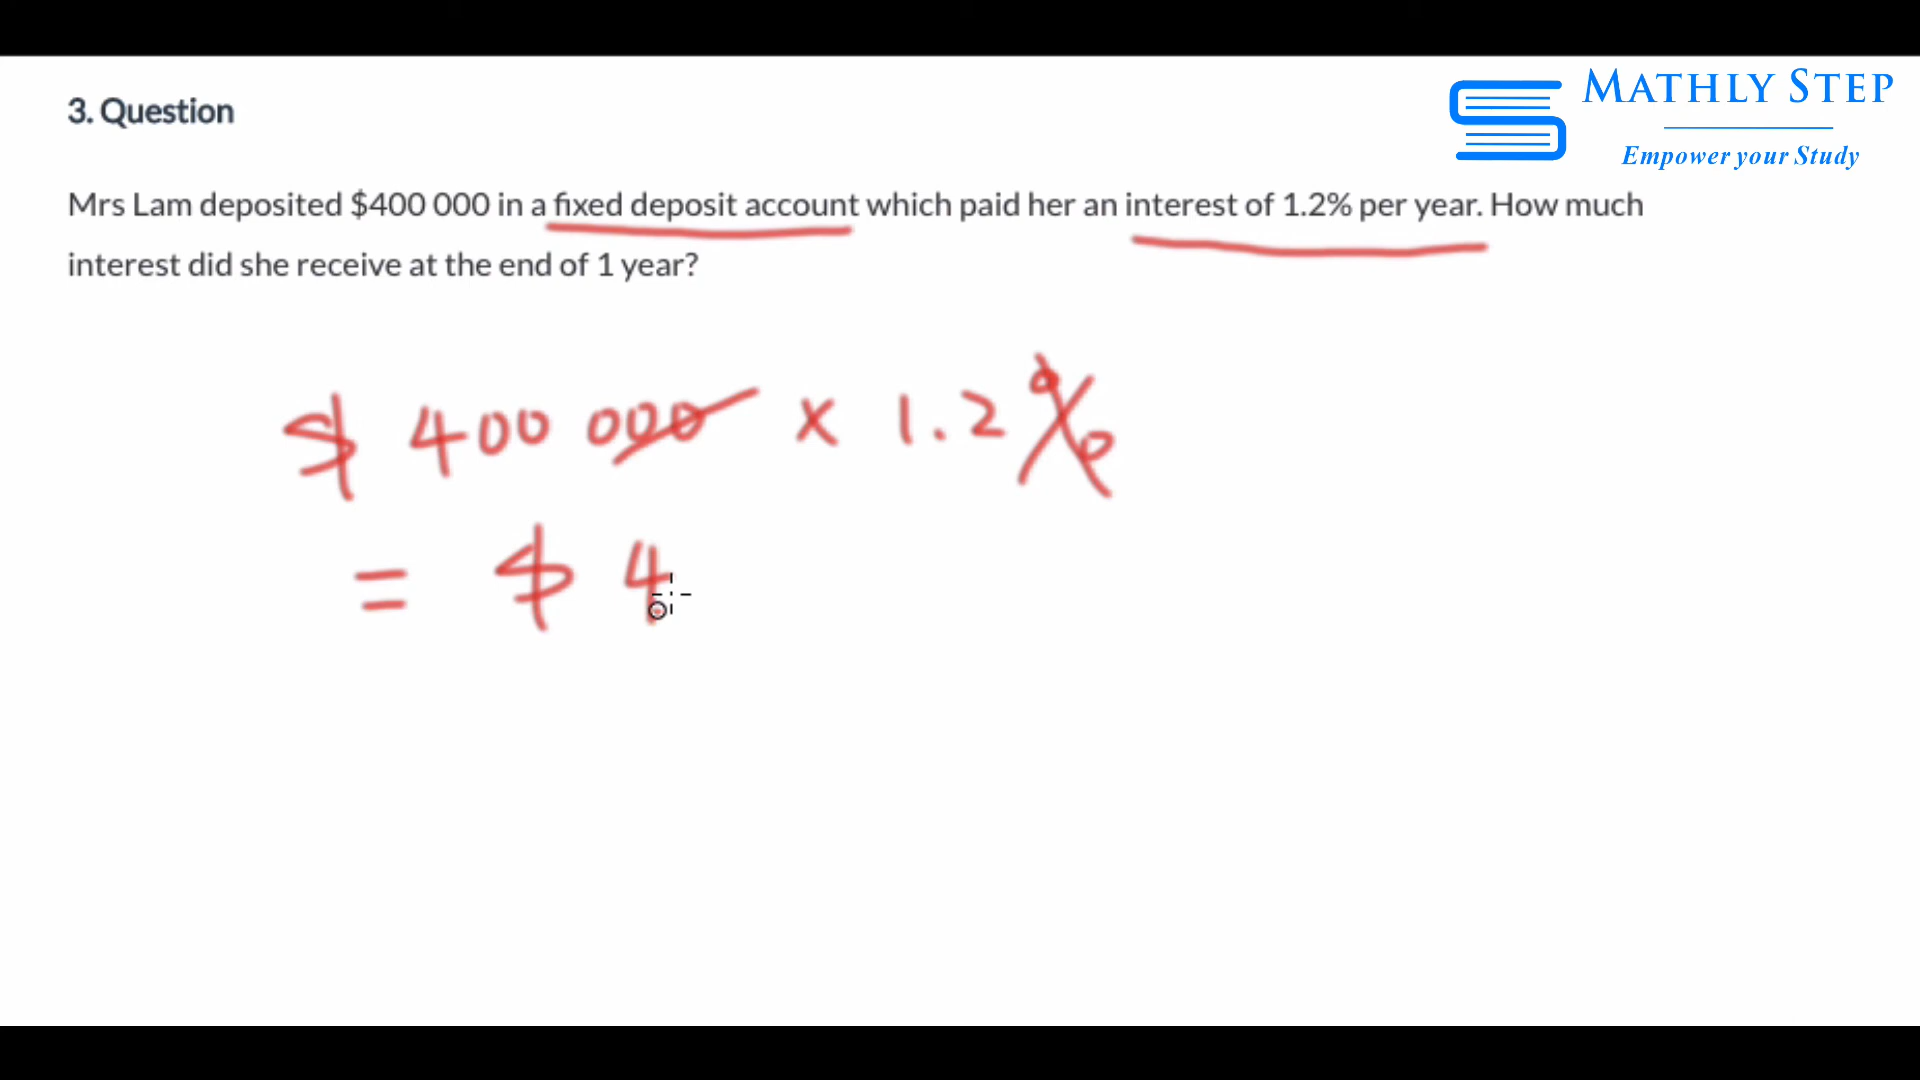 MATHLY STEP
Empower your Study
3. Question
Mrs Lam deposited $400 000 in a fixed deposit account which paid her an interest of 1.2% per year. How much
interest did she receive at the end of 1 year?
$ 400 000 x 1.2%
= $ 4